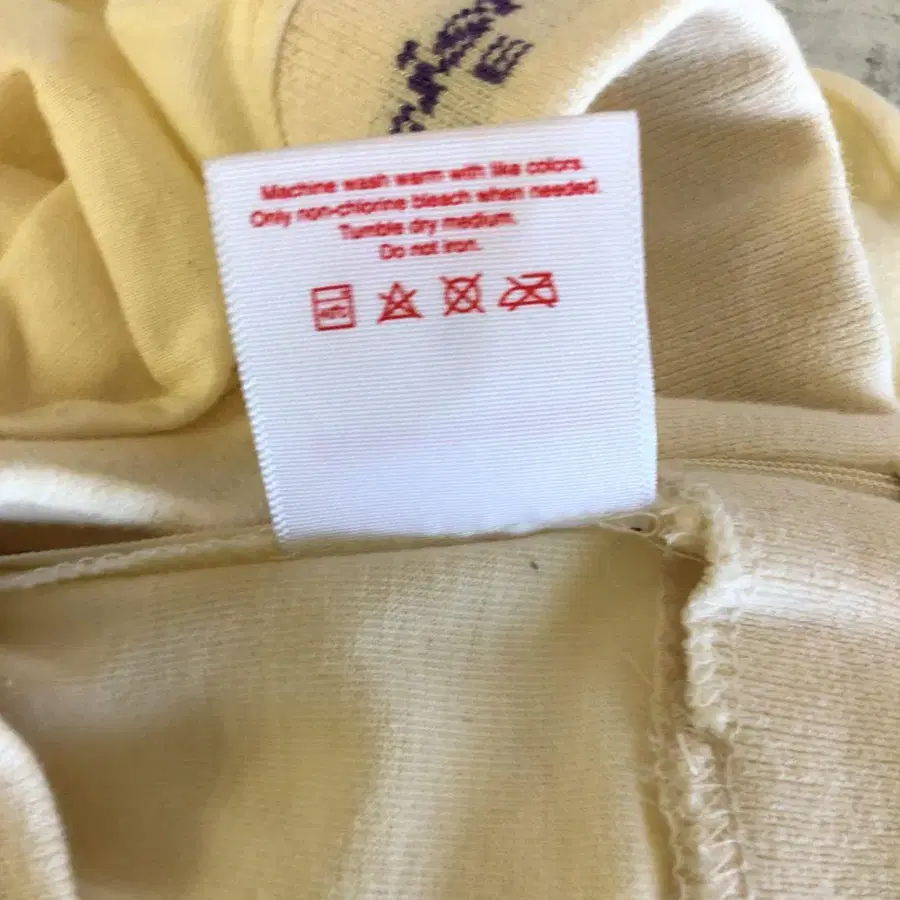 Machine wash warm with like colors.
Only non-chlorine bleach when needed.
Tumble dry medium.
Do not iron.